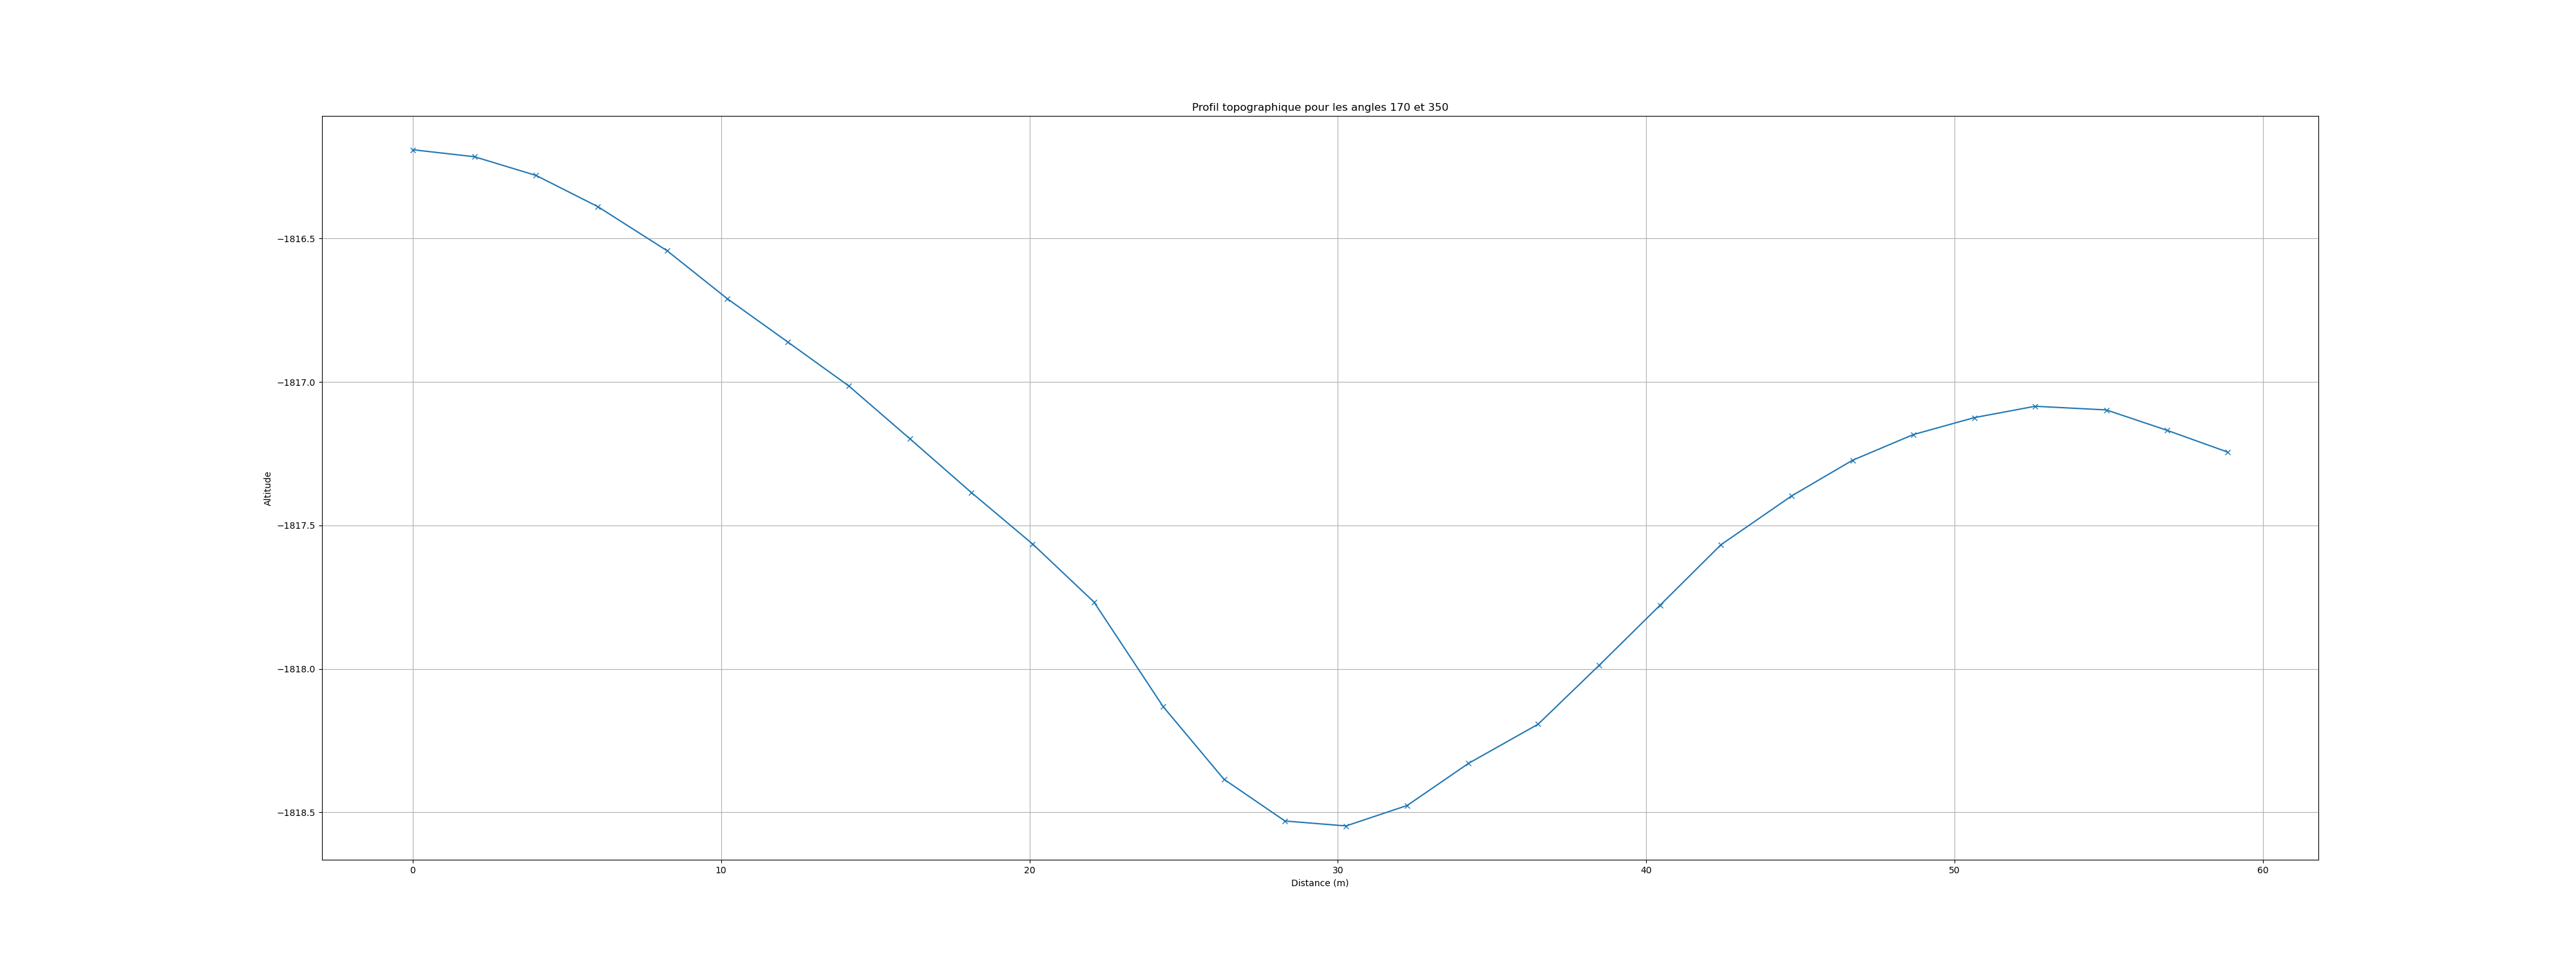 Profil topographique pour les angles 170 et 350
−1816.5
−1817.0
−1817.5
−1818.0
−1818.5
Altitude
0 10 20 30 40 50 60
Distance (m)